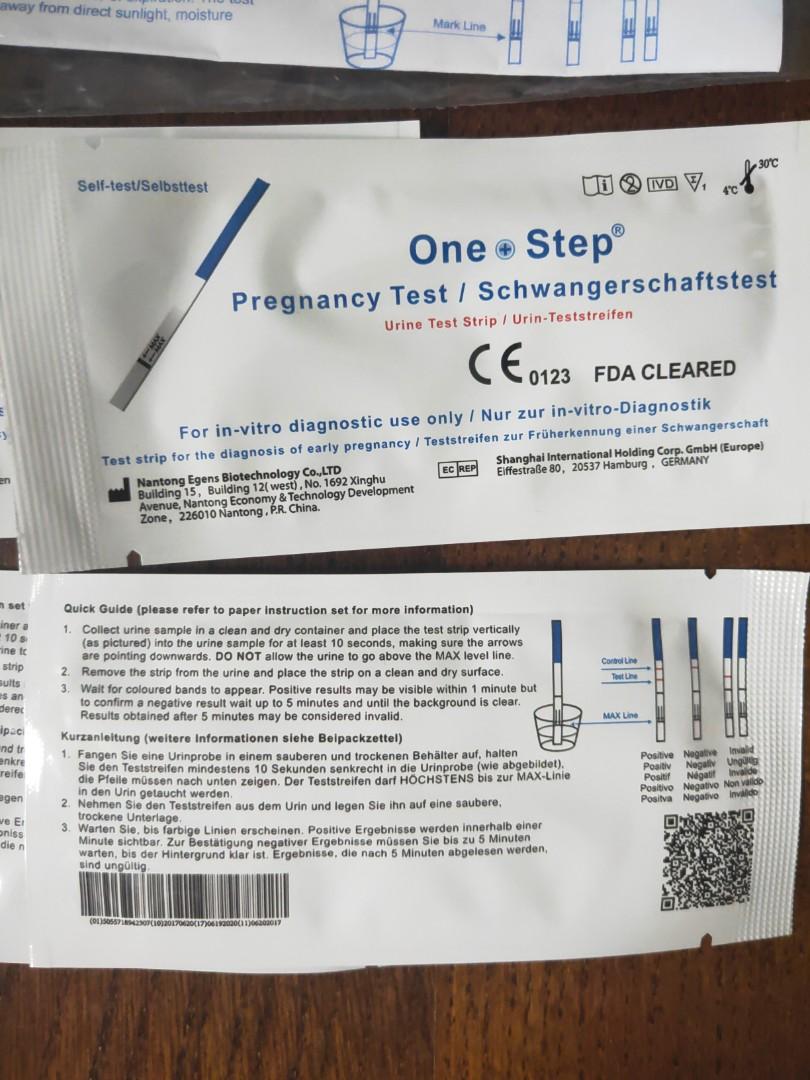 away from direct sunlight, moisture
Mark Line
Self-test/Selbsttest
IVD
1
4°C
30°C
One Step®
Pregnancy Test / Schwangerschaftstest
Urine Test Strip / Urin-Teststreifen
MAX
MAX
CE 0123 FDA CLEARED
For in-vitro diagnostic use only / Nur zur in-vitro-Diagnostik
Test strip for the diagnosis of early pregnancy / Teststreifen zur Früherkennung einer Schwangerschaft
Nantong Egens Biotechnology Co.,LTD
Building 15, Building 12(west), No. 1692 Xinghu
Avenue, Nantong Economy & Technology Development
Zone, 226010 Nantong, P.R. China.
EC REP
Shanghai International Holding Corp. GmbH (Europe)
Eiffestraße 80, 20537 Hamburg, GERMANY
Quick Guide (please refer to paper instruction set for more information)
1. Collect urine sample in a clean and dry container and place the test strip vertically
(as pictured) into the urine sample for at least 10 seconds, making sure the arrows
are pointing downwards. DO NOT allow the urine to go above the MAX level line.
2. Remove the strip from the urine and place the strip on a clean and dry surface.
3. Wait for coloured bands to appear. Positive results may be visible within 1 minute but
to confirm a negative result wait up to 5 minutes and until the background is clear.
Results obtained after 5 minutes may be considered invalid.
Kurzanleitung (weitere Informationen siehe Beipackzettel)
1. Fangen Sie eine Urinprobe in einem sauberen und trockenen Behälter auf, halten
Sie den Teststreifen mindestens 10 Sekunden senkrecht in die Urinprobe (wie abgebildet),
die Pfeile müssen nach unten zeigen. Der Teststreifen darf HÖCHSTENS bis zur MAX-Linie
in den Urin getaucht werden.
2. Nehmen Sie den Teststreifen aus dem Urin und legen Sie ihn auf eine saubere,
trockene Unterlage.
3. Warten Sie, bis farbige Linien erscheinen. Positive Ergebnisse werden innerhalb einer
Minute sichtbar. Zur Bestätigung negativer Ergebnisse müssen Sie bis zu 5 Minuten
warten, bis der Hintergrund klar ist. Ergebnisse, die nach 5 Minuten abgelesen werden,
sind ungültig.
Control Line
Test Line
MAX Line
Positive Negative Invalid
Positiv Negativ Ungültig
Positif Négatif Invalide
Positivo Negativo Non valido
Positva Negativo Inválido
(01)5055718942307(10)20170620(17)06192020(11)06202017